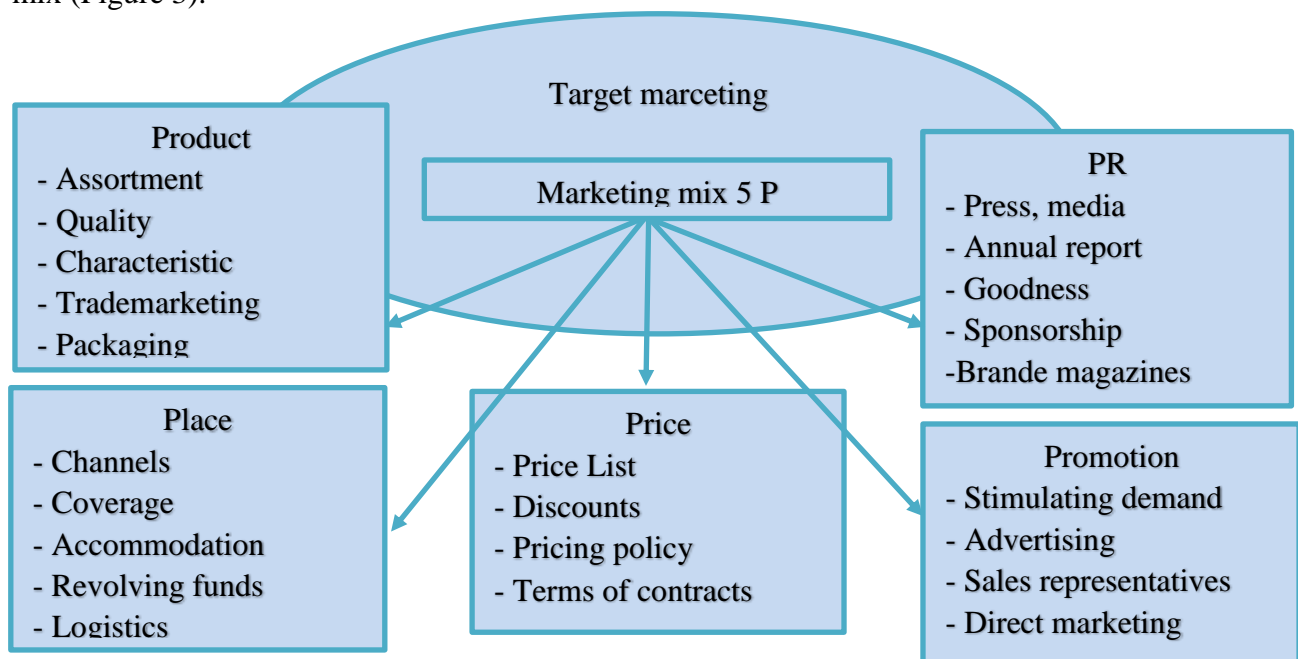 mix (Figure 3).
Target marceting
Marketing mix 5 P
Product
- Assortment
- Quality
- Characteristic
- Trademarketing
- Packaging
PR
- Press, media
- Annual report
- Goodness
- Sponsorship
-Brande magazines
Place
- Channels
- Coverage
- Accommodation
- Revolving funds
- Logistics
Price
- Price List
- Discounts
- Pricing policy
- Terms of contracts
Promotion
- Stimulating demand
- Advertising
- Sales representatives
- Direct marketing